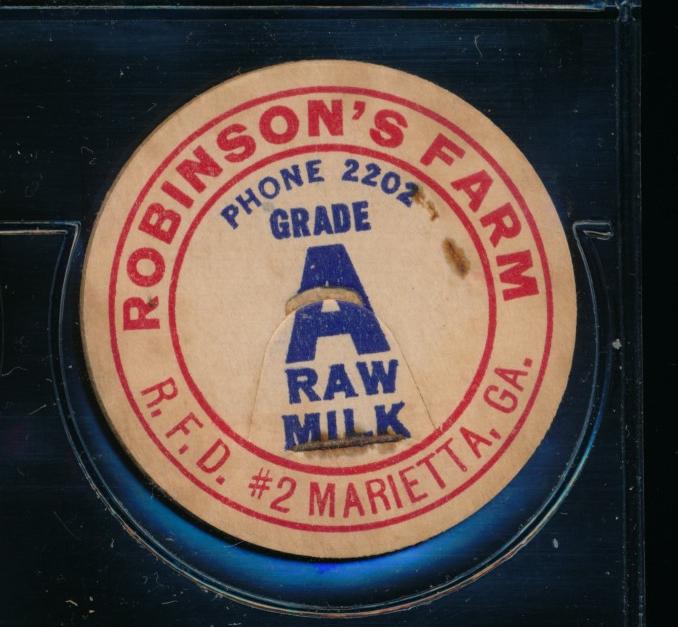 ROBINSON'S FARM
PHONE 2202
GRADE
A
RAW
MILK
R.F.D. #2 MARIETTA, GA.